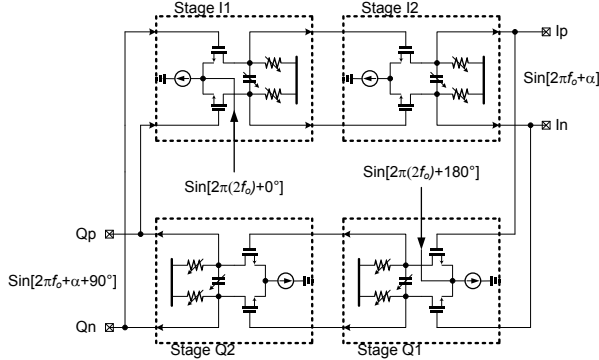 Stage I1
Stage I2
Ip
Sin[2πfₒ+α]
In
Sin[2π(2fₒ)+0°]
Sin[2π(2fₒ)+180°]
Qp
Sin[2πfₒ+α+90°]
Qn
Stage Q2
Stage Q1